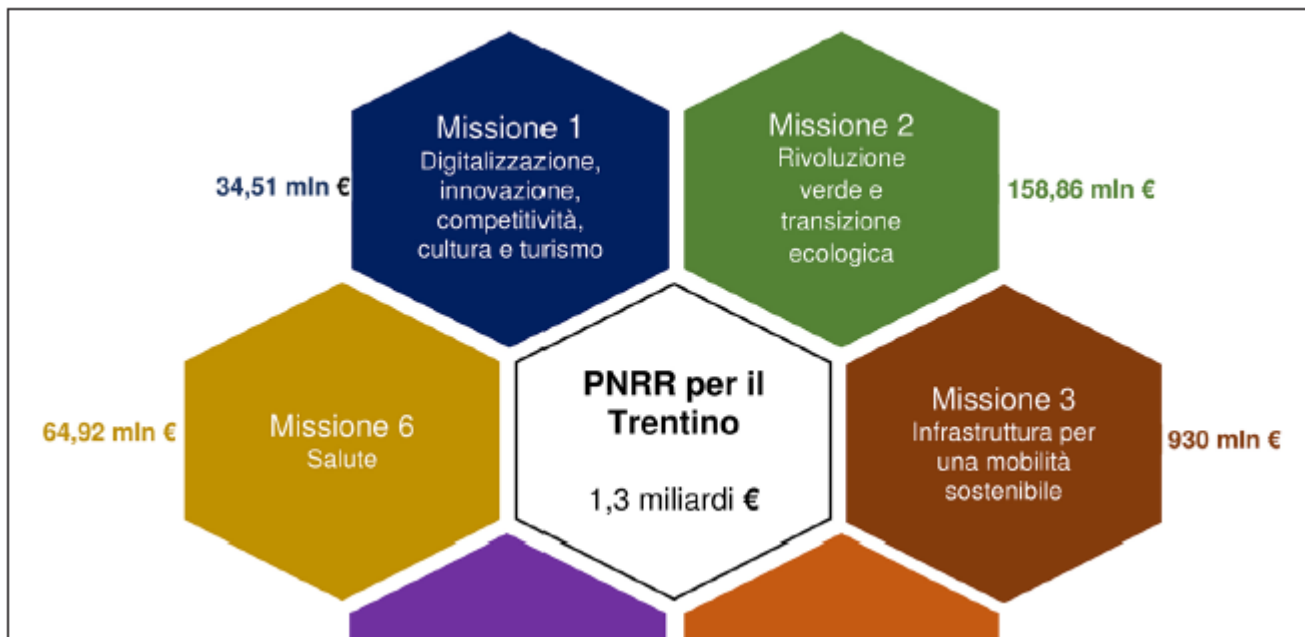 Missione 1
Digitalizzazione,
innovazione,
competitività,
cultura e turismo
34,51 mln €
Missione 2
Rivoluzione
verde e
transizione
ecologica
158,86 mln €
Missione 6
Salute
64,92 mln €
PNRR per il
Trentino
1,3 miliardi €
Missione 3
Infrastruttura per
una mobilità
sostenibile
930 mln €